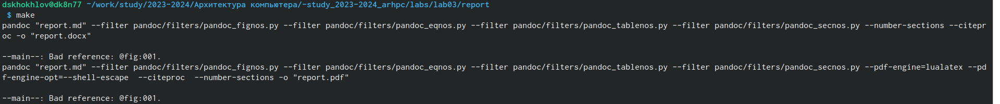 dskhokhlov@dk8n77 ~/work/study/2023-2024/Архитектура компьютера/-study_2023-2024_arhpc/labs/lab03/report
$ make
pandoc "report.md" --filter pandoc/filters/pandoc_fignos.py --filter pandoc/filters/pandoc_eqnos.py --filter pandoc/filters/pandoc_tablenos.py --filter pandoc/filters/pandoc_secnos.py --number-sections --citepr
oc -o "report.docx"
--main--: Bad reference: @fig:001.
pandoc "report.md" --filter pandoc/filters/pandoc_fignos.py --filter pandoc/filters/pandoc_eqnos.py --filter pandoc/filters/pandoc_tablenos.py --filter pandoc/filters/pandoc_secnos.py --pdf-engine=lualatex --pd
f-engine-opt=--shell-escape  --citeproc  --number-sections -o "report.pdf"
--main--: Bad reference: @fig:001.